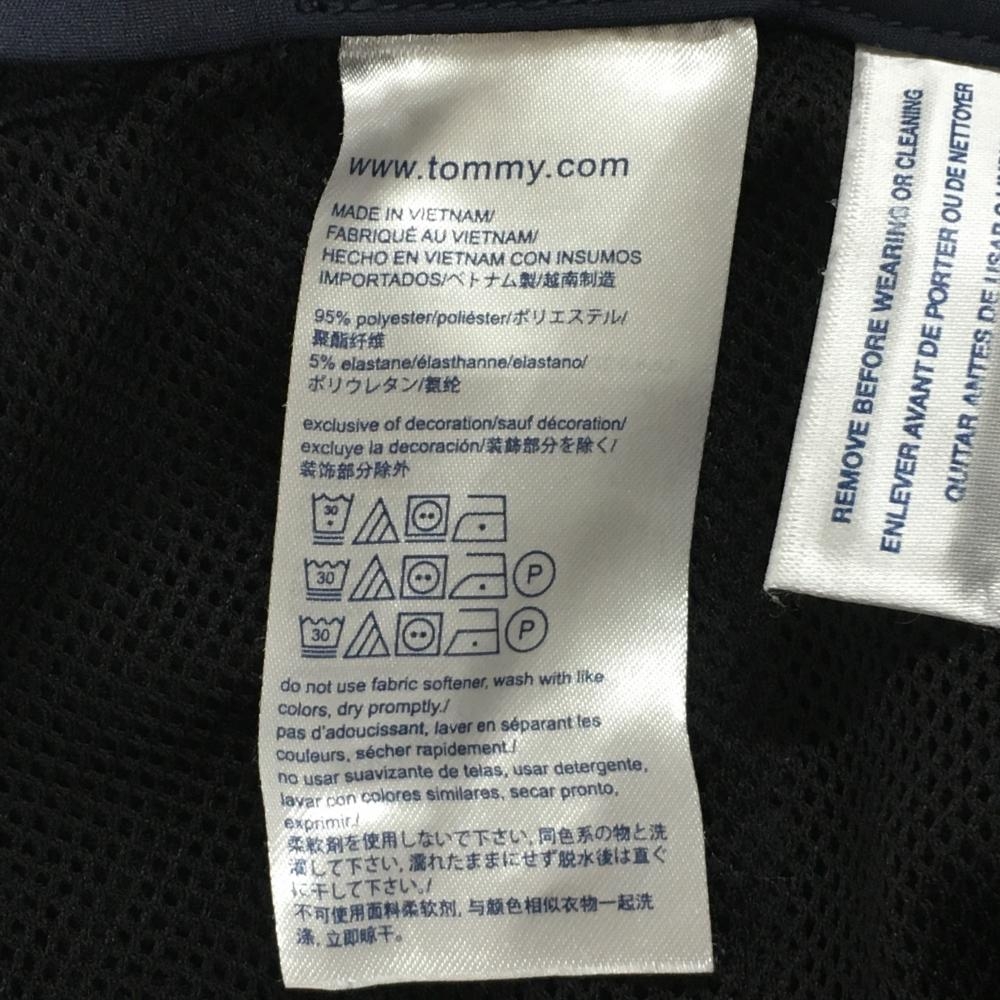 www.tommy.com
MADE IN VIETNAM/
FABRIQUÉ AU VIETNAM/
HECHO EN VIETNAM CON INSUMOS
IMPORTADOS/ベトナム製/越南制造
95% polyester/poliéster/ポリエステル/
聚酯纤维
5% elastane/élasthanne/elastano/
ポリウレタン/氨纶
exclusive of decoration/sauf décoration/
excluye la decoración/装飾部分を除く/
装饰部分除外
30
30 P
30 P
do not use fabric softener, wash with like
colors, dry promptly./
pas d'adoucissant, laver en séparant les
couleurs, sécher rapidement./
no usar suavizante de telas, usar detergente,
lavar con colores similares, secar pronto,
exprimir./
柔軟剤を使用しないで下さい, 同色系の物と洗
濯して下さい, 濡れたままにせず脱水後は直ぐ
に干して下さい。/
不可使用面料柔软剂, 与颜色相似衣物一起洗
涤, 立即晾干。
REMOVE BEFORE WEARING OR CLEANING
ENLEVER AVANT DE PORTER OU DE NETTOYER
QUITAR ANTES DE USAR O